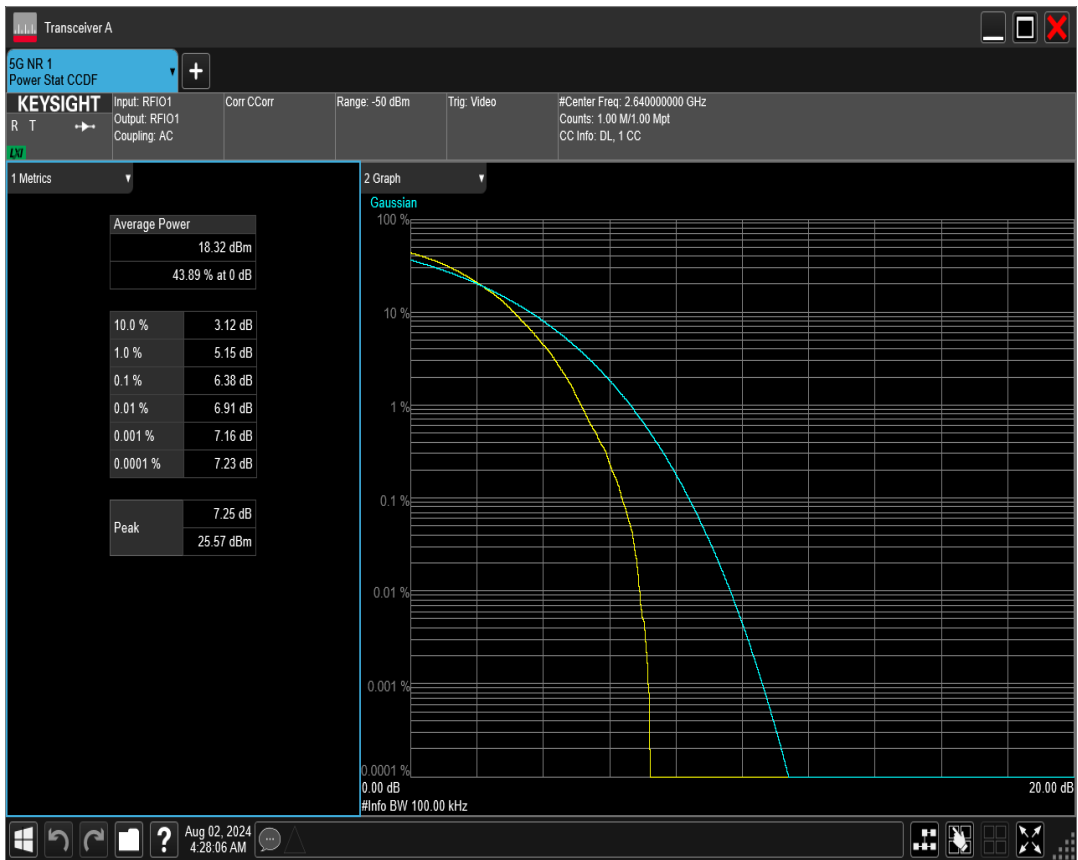 Transceiver A
5G NR 1
Power Stat CCDF
+
KEYSIGHT
R T
LXI
Input: RFIO1
Output: RFIO1
Coupling: AC
Corr CCorr
Range: -50 dBm
Trig: Video
#Center Freq: 2.640000000 GHz
Counts: 1.00 M/1.00 Mpt
CC Info: DL, 1 CC
1 Metrics
Average Power
18.32 dBm
43.89 % at 0 dB
10.0 % 3.12 dB
1.0 % 5.15 dB
0.1 % 6.38 dB
0.01 % 6.91 dB
0.001 % 7.16 dB
0.0001 % 7.23 dB
Peak
7.25 dB
25.57 dBm
2 Graph
Gaussian
100 %
10 %
1 %
0.1 %
0.01 %
0.001 %
0.0001 %
0.00 dB
20.00 dB
#Info BW 100.00 kHz
?
Aug 02, 2024
4:28:06 AM